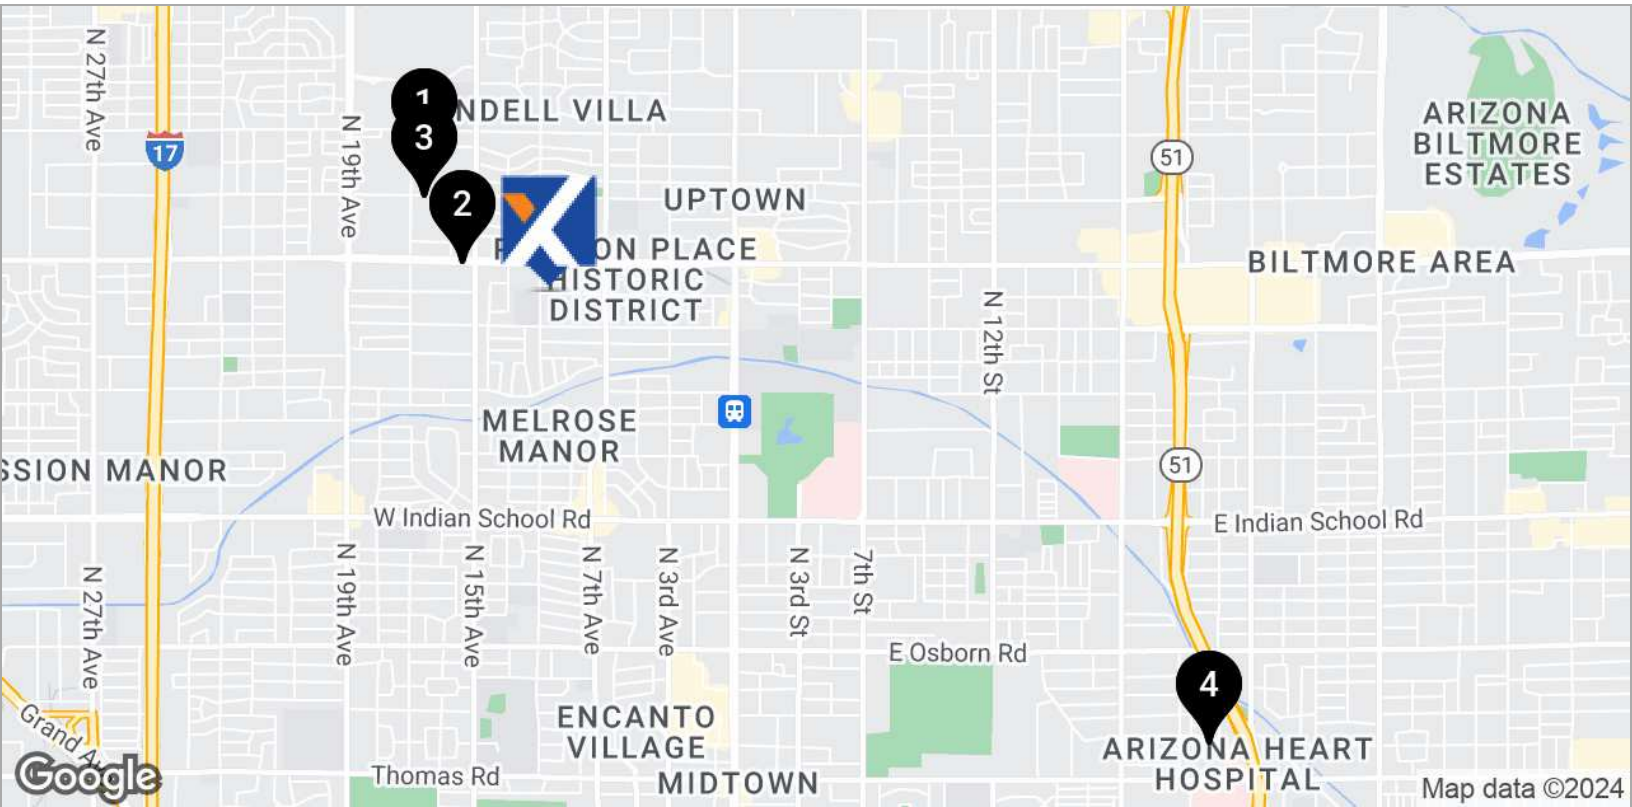 N 27th Ave
17
N 19th Ave
1
3
2
NDELL VILLA
UPTOWN
ON PLACE
HISTORIC
DISTRICT
51
ARIZONA
BILTMORE
ESTATES
BILTMORE AREA
N 12th St
MELROSE
MANOR
SSION MANOR
51
W Indian School Rd
E Indian School Rd
N 27th Ave
N 19th Ave
N 15th Ave
N 7th Ave
N 3rd Ave
N 3rd St
7th St
E Osborn Rd
4
ENCANTO
VILLAGE
ARIZONA HEART
HOSPITAL
Grand Av
Google
Thomas Rd
MIDTOWN
Map data ©2024